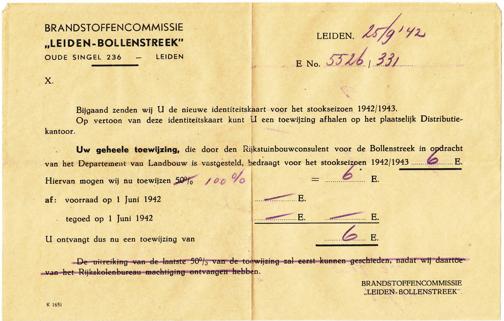 BRANDSTOFFENCOMMISSIE
„LEIDEN-BOLLENSTREEK”
OUDE SINGEL 236 — LEIDEN
LEIDEN, 25/9 '42
E No. 5526 / 331
X.
Bijgaand zenden wij U de nieuwe identiteitskaart voor het stookseizoen 1942/1943.
Op vertoon van deze identiteitskaart kunt U een toewijzing afhalen op het plaatselijk Distributie-
kantoor.
Uw geheele toewijzing, die door den Rijkstuinbouwconsulent voor de Bollenstreek in opdracht
van het Departement van Landbouw is vastgesteld, bedraagt voor het stookseizoen 1942/1943 6 E.
Hiervan mogen wij nu toewijzen 50% 100% = 6 E.
af: voorraad op 1 Juni 1942 — E.
tegoed op 1 Juni 1942 — E. — E.
U ontvangt dus nu een toewijzing van 6 E.
De uitreiking van de laatste 50% van de toewijzing zal eerst kunnen geschieden, nadat wij daartoe
van het Rijkskolenbureau machtiging ontvangen hebben.
BRANDSTOFFENCOMMISSIE
„LEIDEN-BOLLENSTREEK”
K 1651